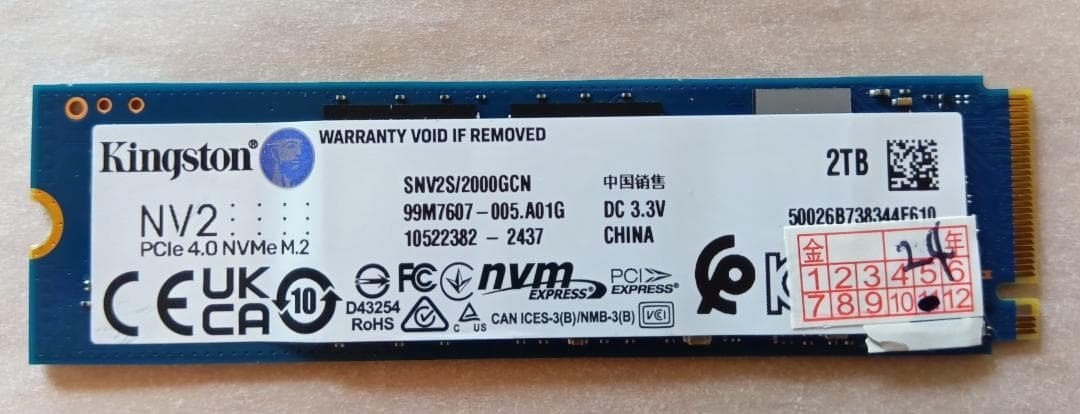 Kingston®
WARRANTY VOID IF REMOVED
NV2
PCIe 4.0 NVMe M.2
SNV2S/2000GCN
99M7607-005.A01G
10522382 - 2437
中国销售
DC 3.3V
CHINA
2TB
50026B738344F610
CE
UK
CA
10
D43254
RoHS
FC
nvm
EXPRESS®
PCI
EXPRESS®
C US
CAN ICES-3(B)/NMB-3(B)
VCI
K
金 24 年
1 2 3 4 5 6
7 8 9 10 12